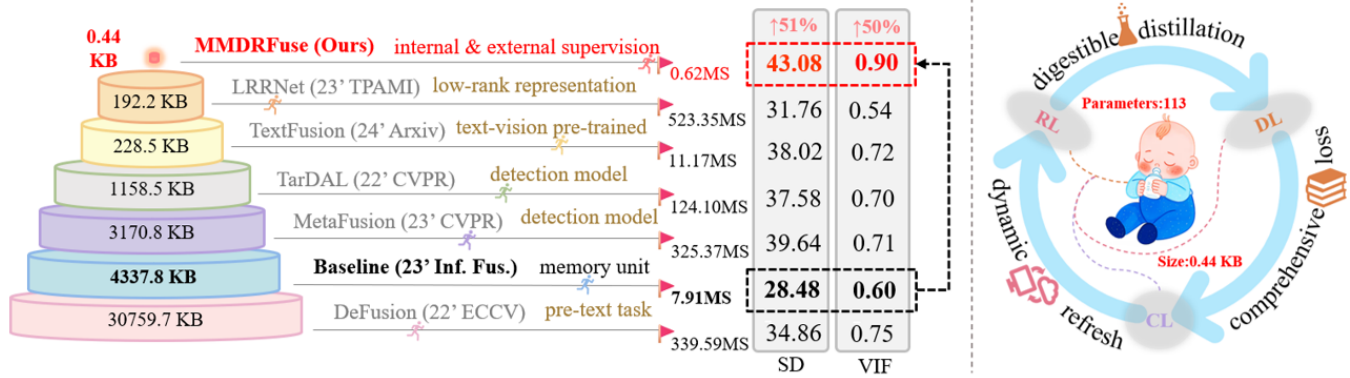 ↑51% ↑50%
0.44 KB MMDRFuse (Ours) internal & external supervision 0.62MS 43.08 0.90
192.2 KB LRRNet (23' TPAMI) low-rank representation 523.35MS 31.76 0.54
228.5 KB TextFusion (24' Arxiv) text-vision pre-trained 11.17MS 38.02 0.72
1158.5 KB TarDAL (22' CVPR) detection model 124.10MS 37.58 0.70
3170.8 KB MetaFusion (23' CVPR) detection model 325.37MS 39.64 0.71
4337.8 KB Baseline (23' Inf. Fus.) memory unit 7.91MS 28.48 0.60
30759.7 KB DeFusion (22' ECCV) pre-text task 339.59MS 34.86 0.75
SD VIF
digestible distillation
Parameters:113
RL
DL
comprehensive loss
Size:0.44 KB
CL
dynamic refresh